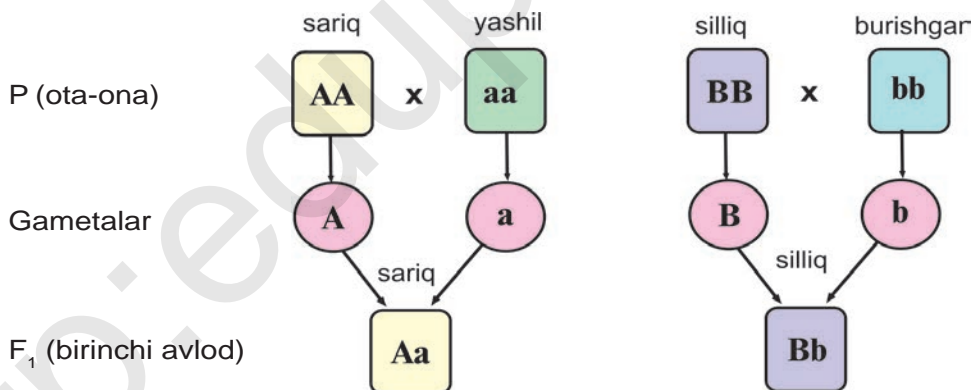 sariq yashil silliq burishgan
P (ota-ona) AA x aa BB x bb
Gametalar A a B b
sariq silliq
F₁ (birinchi avlod) Aa Bb